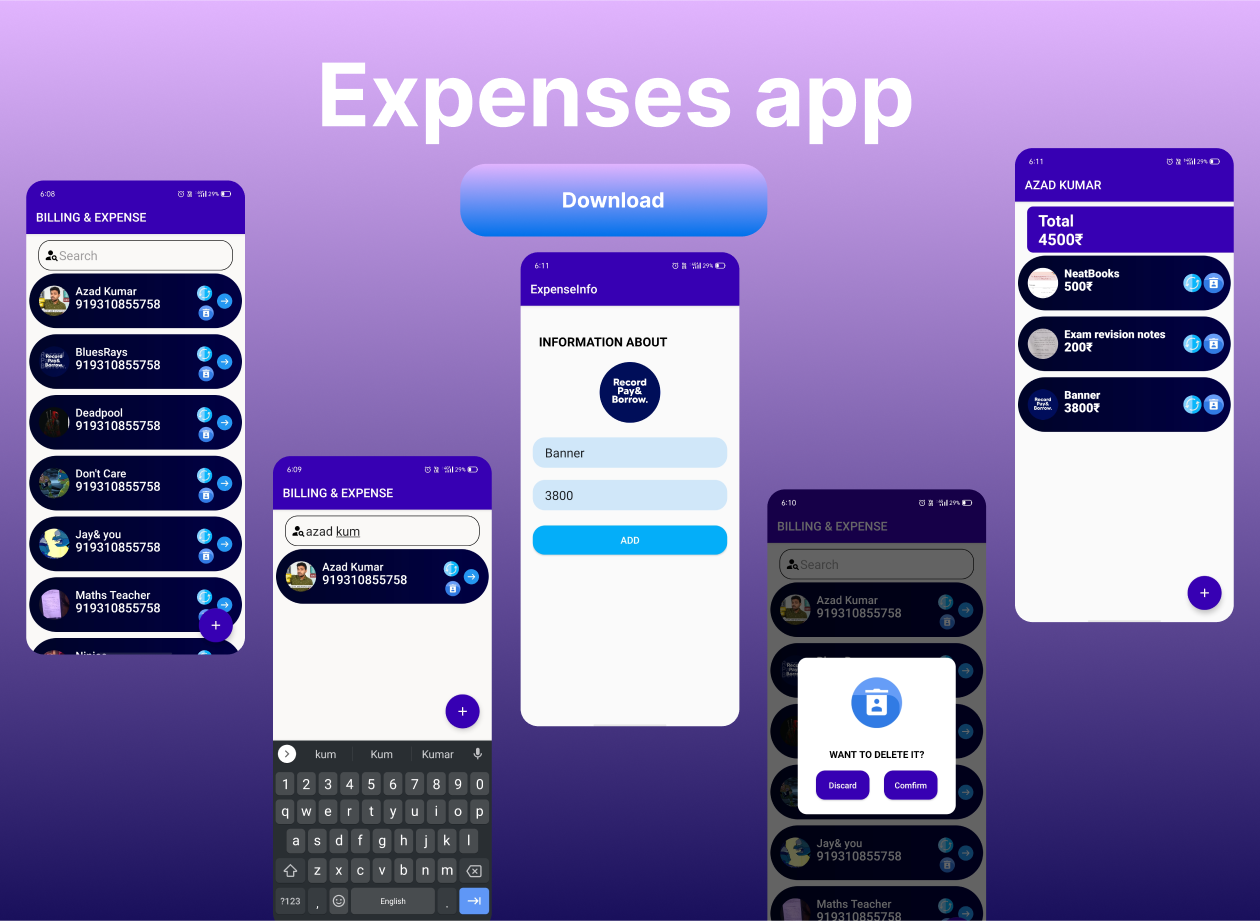 Expenses app
Download
6:08
29%
BILLING & EXPENSE
Search
Azad Kumar
919310855758
Record
Pay&
Borrow.
BluesRays
919310855758
Deadpool
919310855758
Don't Care
919310855758
Jay& you
919310855758
Maths Teacher
919310855758
+
6:09
29%
BILLING & EXPENSE
azad kum
Azad Kumar
919310855758
+
kum Kum Kumar
1 2 3 4 5 6 7 8 9 0
q w e r t y u i o p
a s d f g h j k l
z x c v b n m
?123 , English .
6:11
29%
ExpenseInfo
INFORMATION ABOUT
Record
Pay&
Borrow.
Banner
3800
ADD
6:10
29%
BILLING & EXPENSE
Search
Azad Kumar
919310855758
WANT TO DELETE IT?
Discard Comfirm
Jay& you
919310855758
Maths Teacher
919310855758
6:11
29%
AZAD KUMAR
Total
4500₹
NeatBooks
500₹
Exam revision notes
200₹
Record
Pay&
Borrow.
Banner
3800₹
+